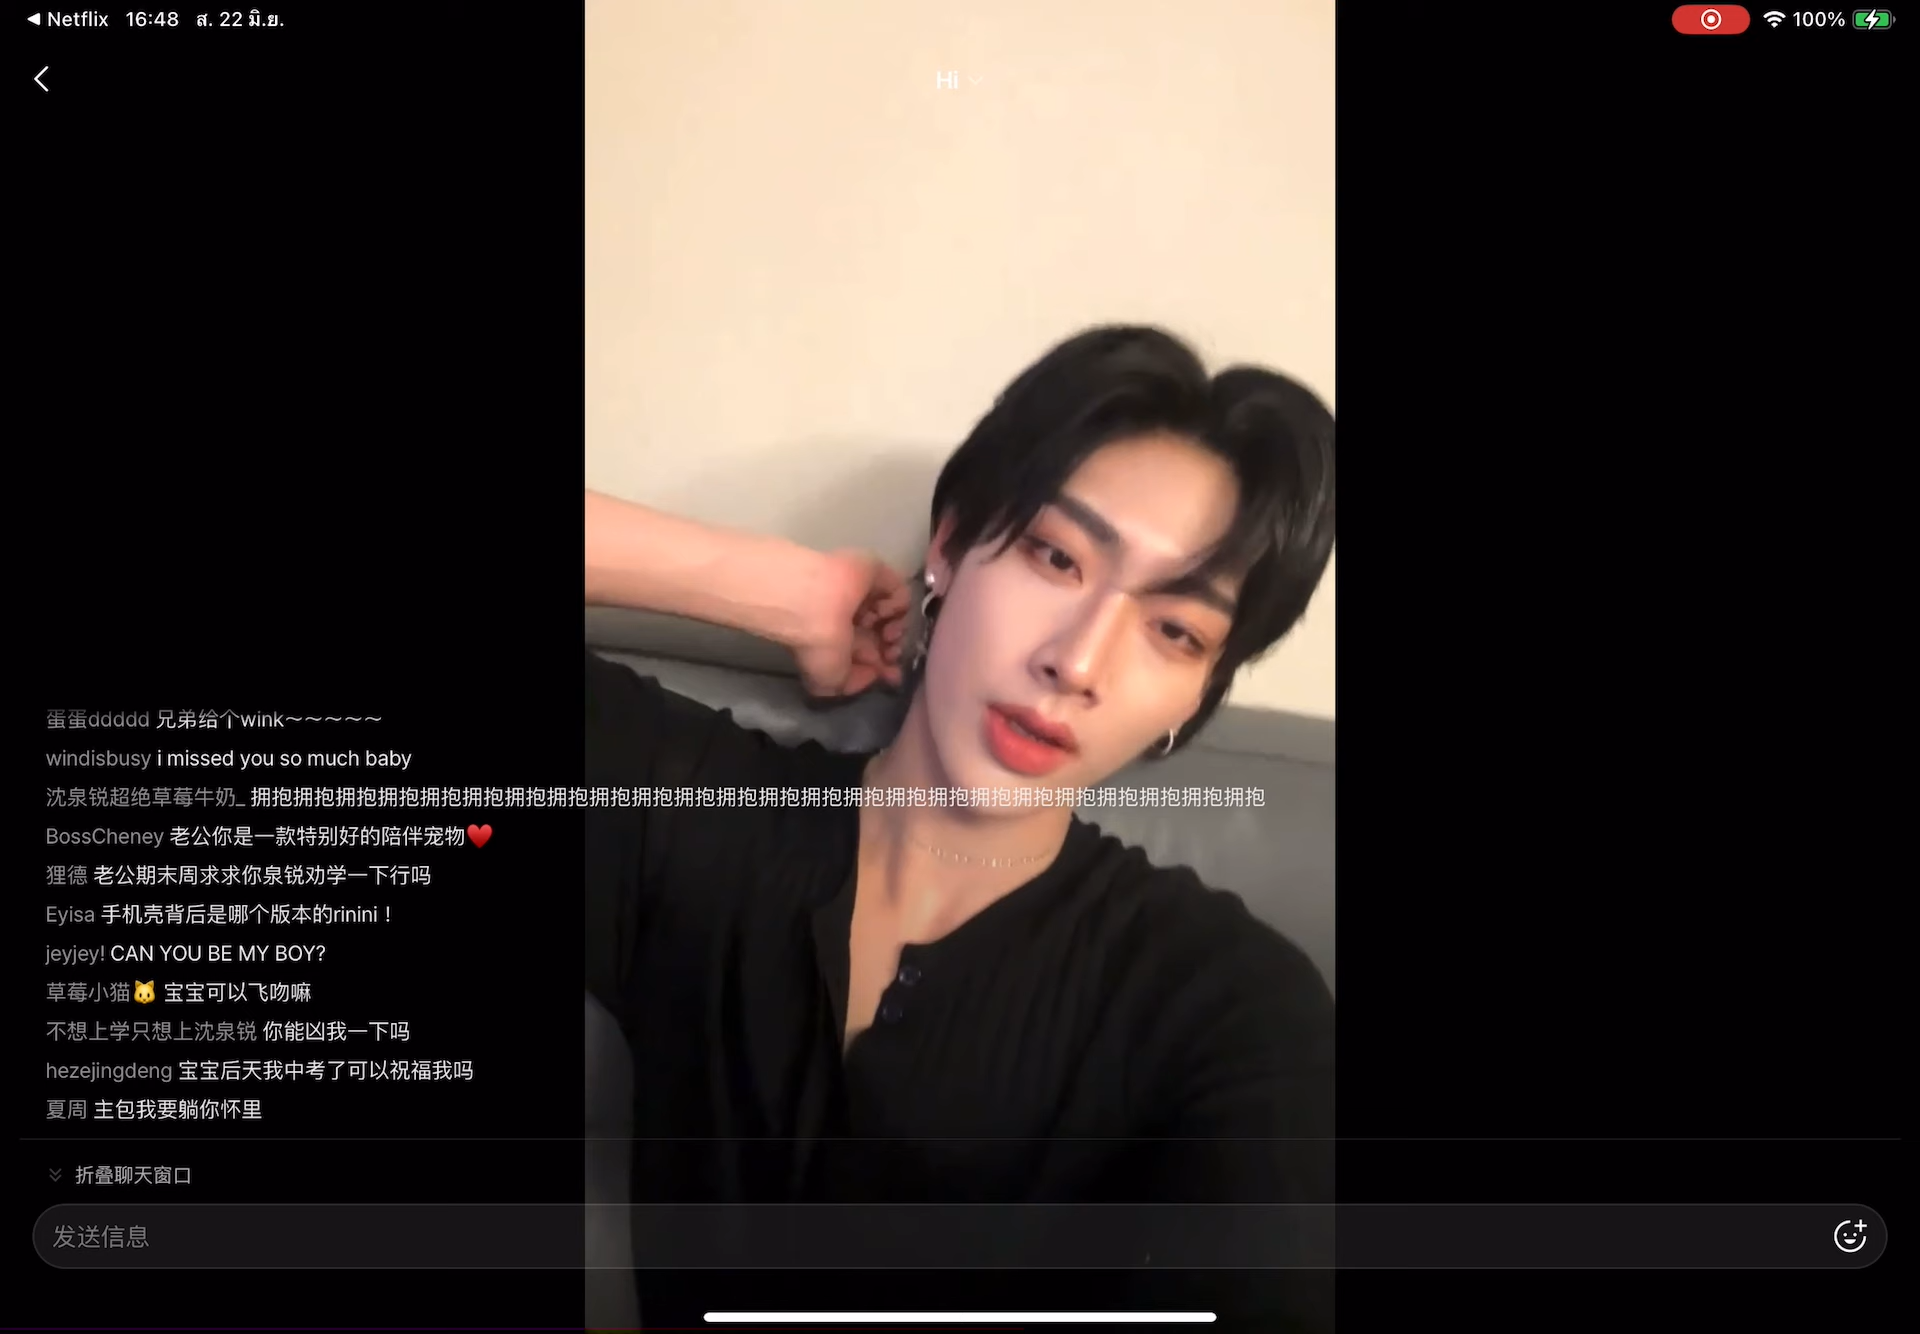 ◀ Netflix 16:48 ส. 22 มิ.ย. 100%
Hi
蛋蛋ddddd 兄弟给个wink~~~~~
windisbusy i missed you so much baby
沈泉锐超绝草莓牛奶_ 拥抱拥抱拥抱拥抱拥抱拥抱拥抱拥抱拥抱拥抱拥抱拥抱拥抱拥抱拥抱拥抱拥抱拥抱拥抱拥抱拥抱拥抱拥抱拥抱
BossCheney 老公你是一款特别好的陪伴宠物❤️
狸德 老公期末周求求你泉锐劝学一下行吗
Eyisa 手机壳背后是哪个版本的rinini！
jeyjey! CAN YOU BE MY BOY?
草莓小猫🐱 宝宝可以飞吻嘛
不想上学只想上沈泉锐 你能凶我一下吗
hezejingdeng 宝宝后天我中考了可以祝福我吗
夏周 主包我要躺你怀里
折叠聊天窗口
发送信息